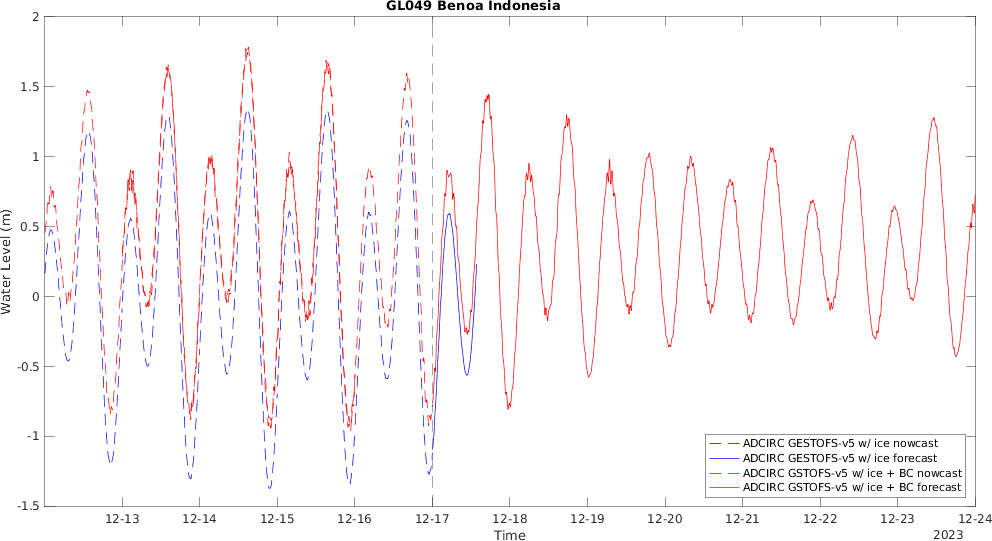 GL049 Benoa Indonesia
2
1.5
1
0.5
0
-0.5
-1
-1.5
Water Level (m)
ADCIRC GESTOFS-v5 w/ ice nowcast
ADCIRC GESTOFS-v5 w/ ice forecast
ADCIRC GSTOFS-v5 w/ ice + BC nowcast
ADCIRC GSTOFS-v5 w/ ice + BC forecast
12-13 12-14 12-15 12-16 12-17 12-18 12-19 12-20 12-21 12-22 12-23 12-24
Time
2023